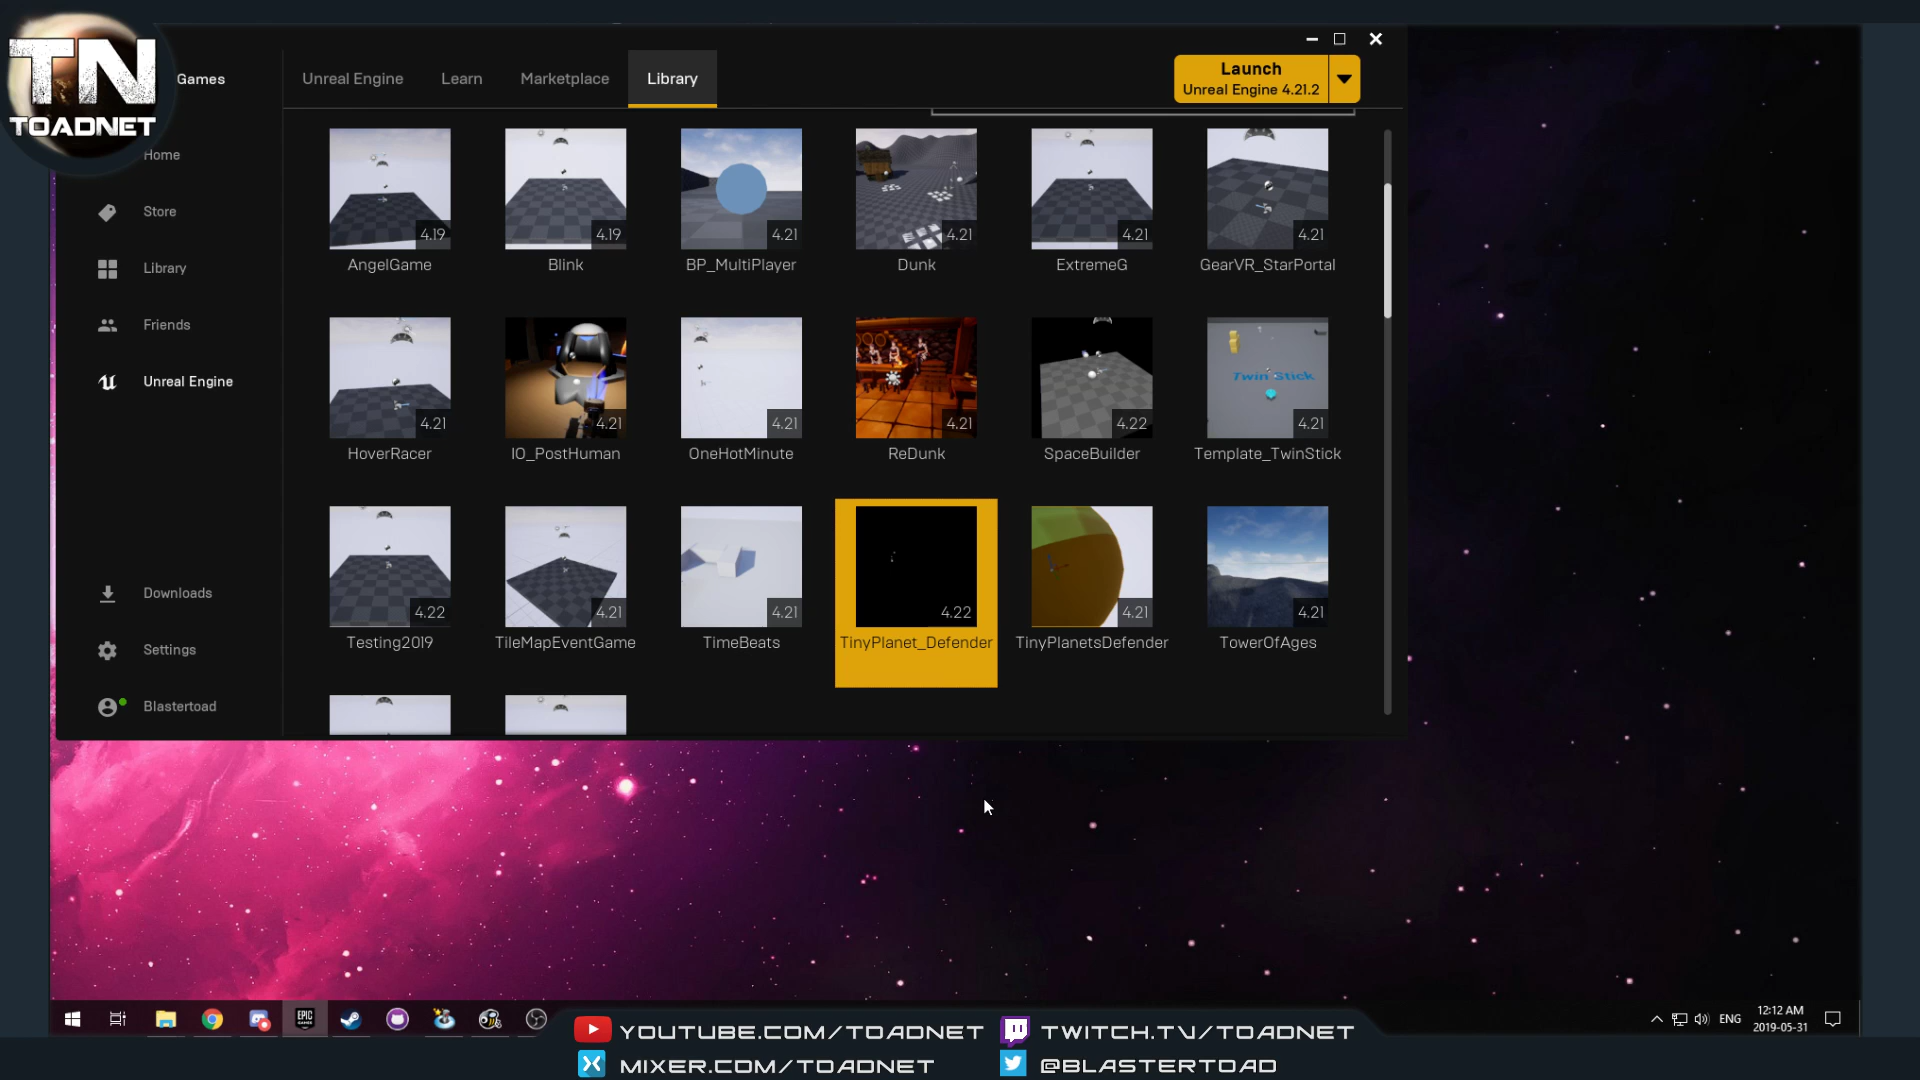 TN
TOADNET
Games
Unreal Engine
Learn
Marketplace
Library
Launch
Unreal Engine 4.21.2
Home
Store
Library
Friends
Unreal Engine
Downloads
Settings
Blastertoad
4.19
4.19
4.21
4.21
4.21
4.21
AngelGame
Blink
BP_MultiPlayer
Dunk
ExtremeG
GearVR_StarPortal
Twin Stick
4.21
4.21
4.21
4.21
4.22
4.21
HoverRacer
IO_PostHuman
OneHotMinute
ReDunk
SpaceBuilder
Template_TwinStick
4.22
4.21
4.21
4.22
4.21
4.21
Testing2019
TileMapEventGame
TimeBeats
TinyPlanet_Defender
TinyPlanetsDefender
TowerOfAges
EPIC
GAMES
ENG
12:12 AM
2019-05-31
YOUTUBE.COM/TOADNET
TWITCH.TV/TOADNET
MIXER.COM/TOADNET
@BLASTERTOAD